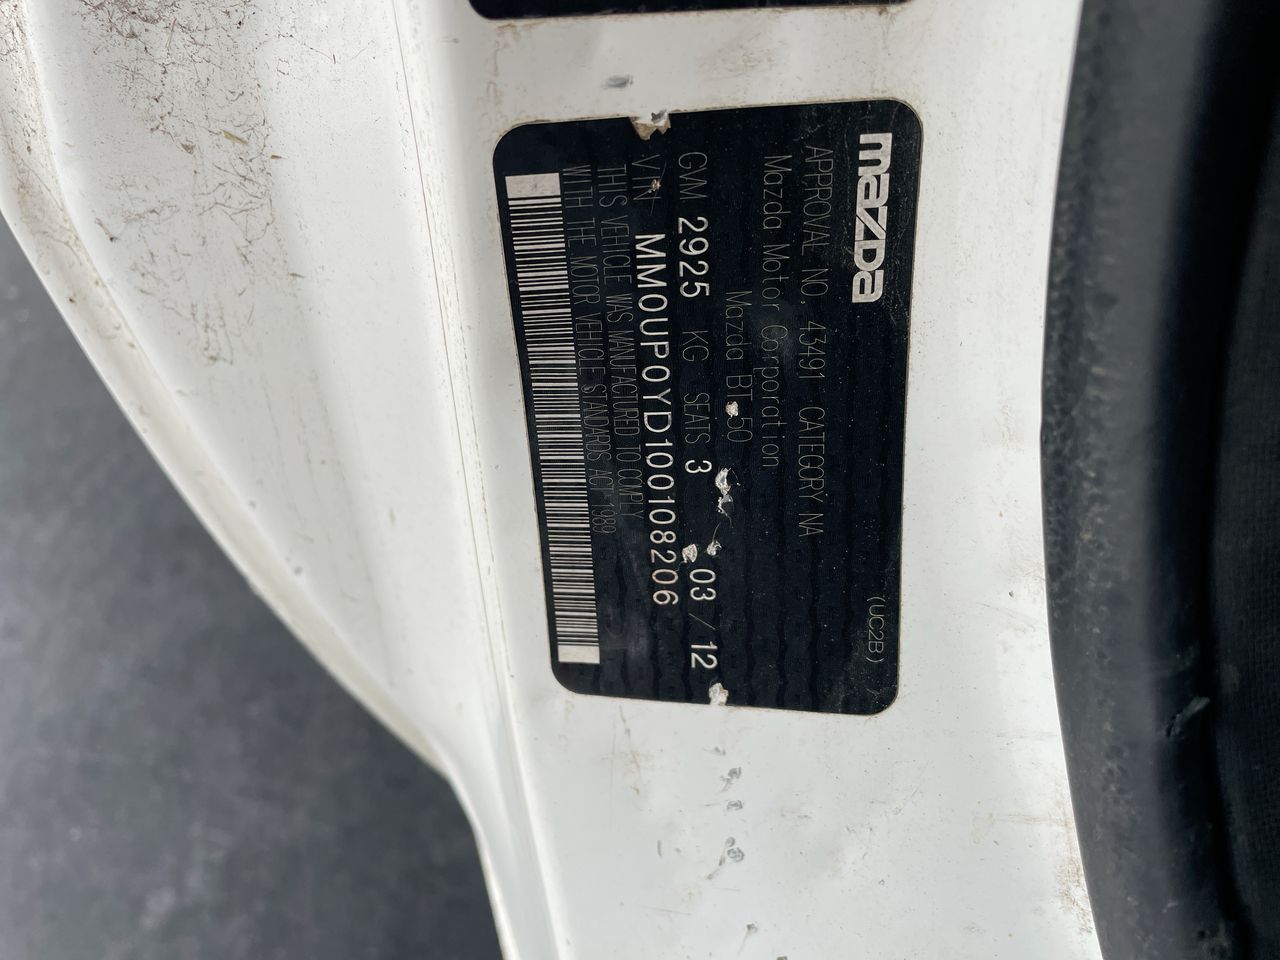 mazda
(UC2B)
APPROVAL NO. 43491 CATEGORY NA
Mazda Motor Corporation
Mazda BT-50
03/12
GVM 2925 KG SEATS 3
VIN MM0UP0YD100108206
THIS VEHICLE WAS MANUFACTURED TO COMPLY
WITH THE MOTOR VEHICLE STANDARDS ACT 1989